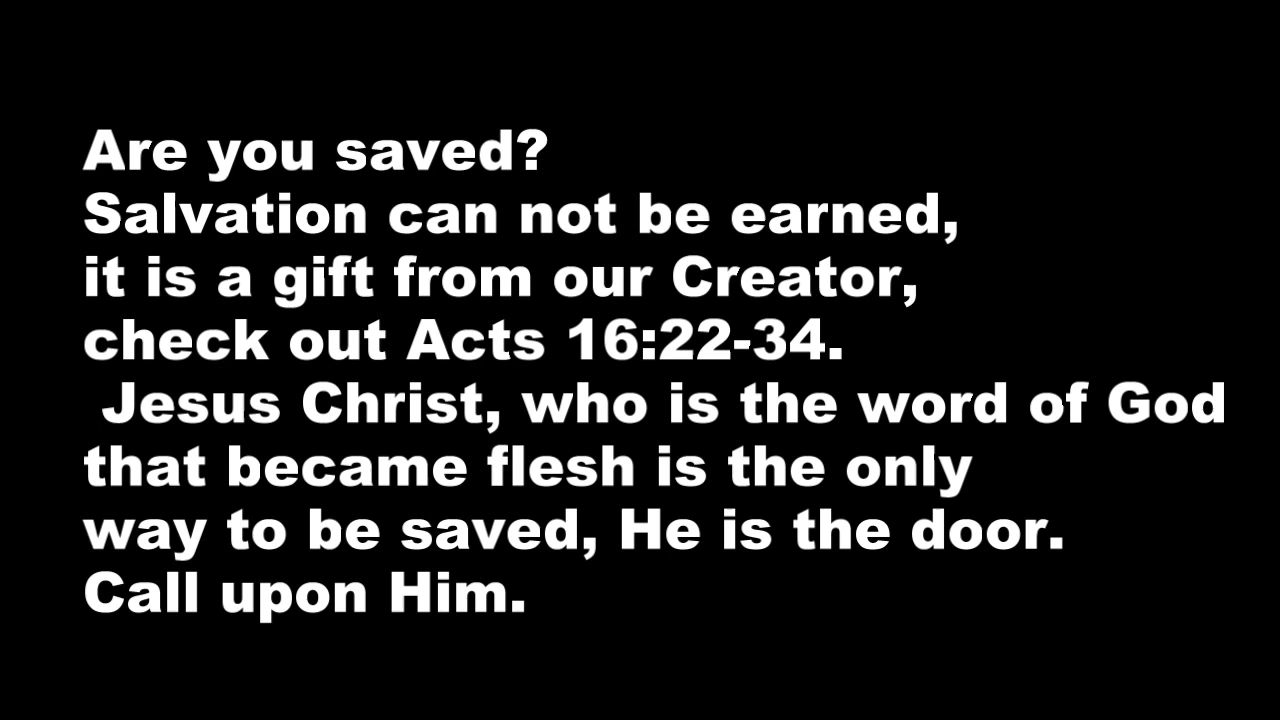 Are you saved?
Salvation can not be earned,
it is a gift from our Creator,
check out Acts 16:22-34.
Jesus Christ, who is the word of God
that became flesh is the only
way to be saved, He is the door.
Call upon Him.